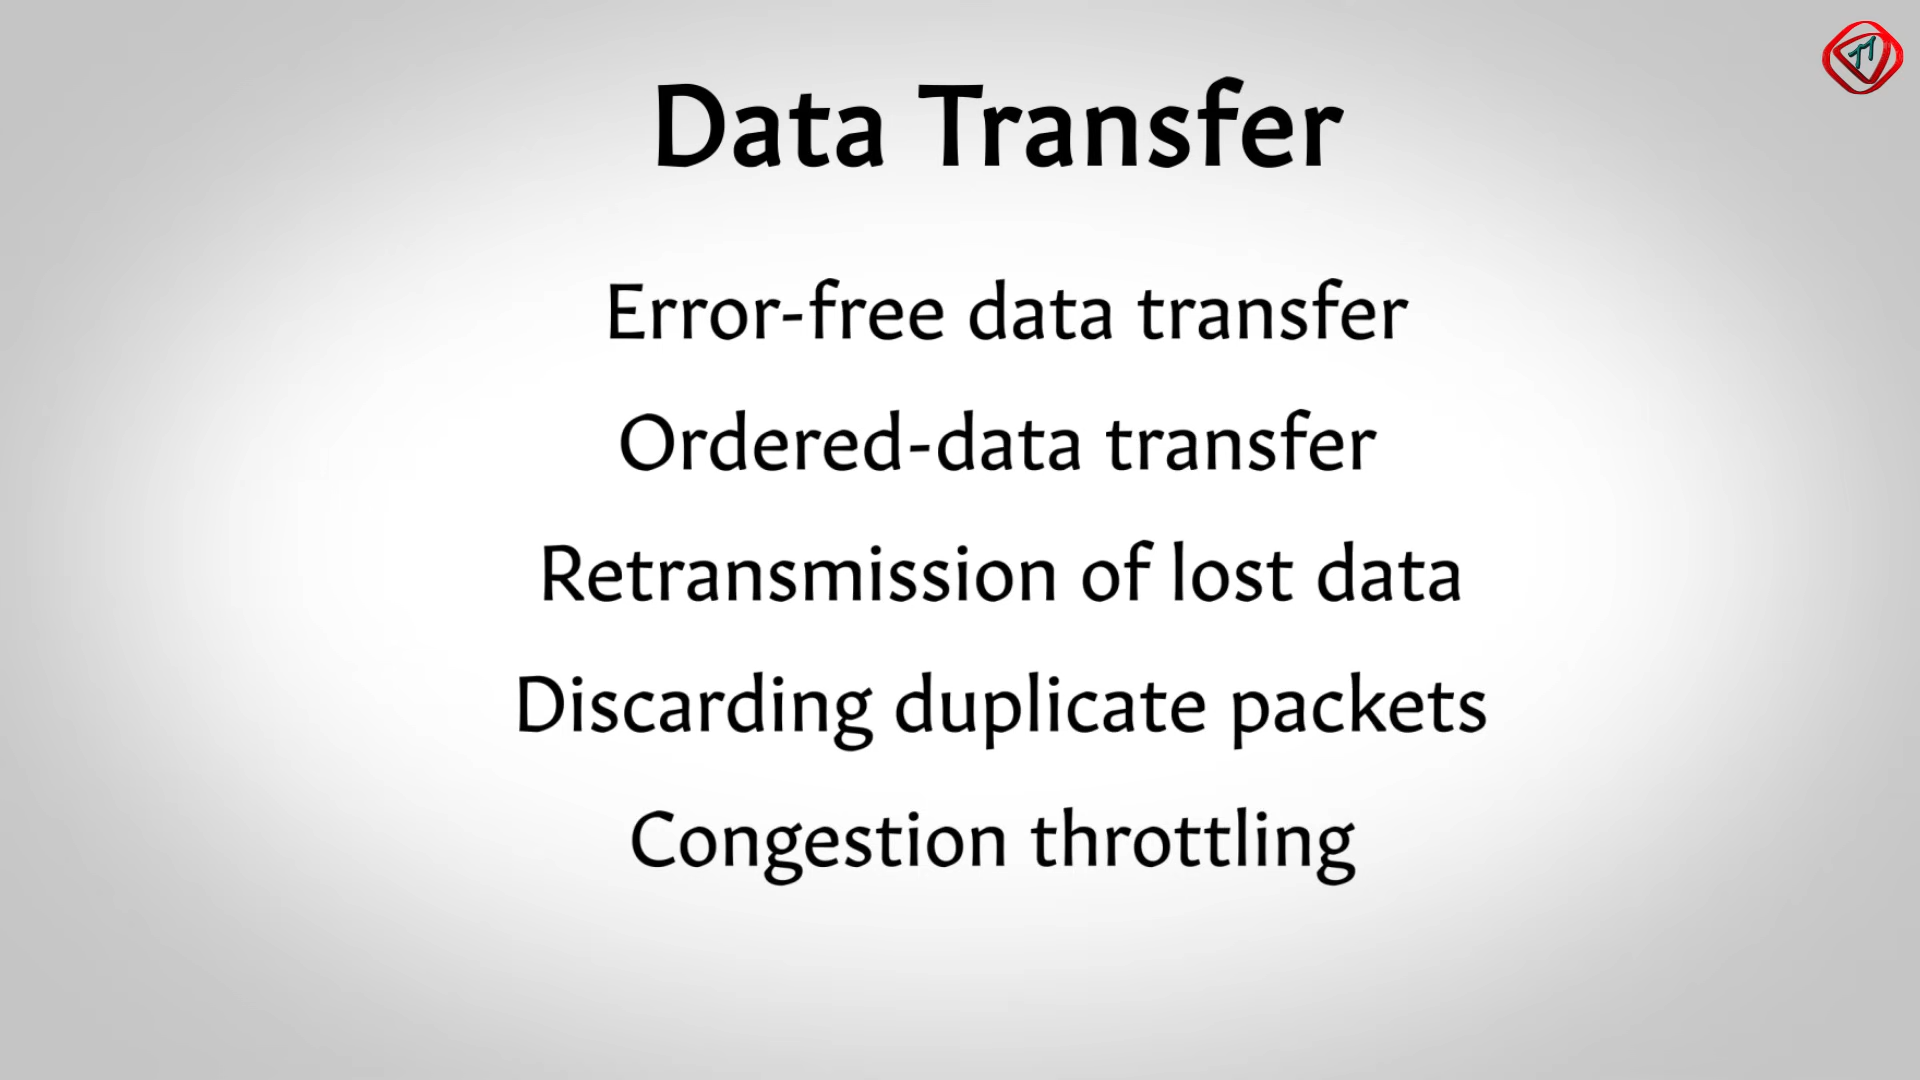 Data Transfer
Error-free data transfer
Ordered-data transfer
Retransmission of lost data
Discarding duplicate packets
Congestion throttling